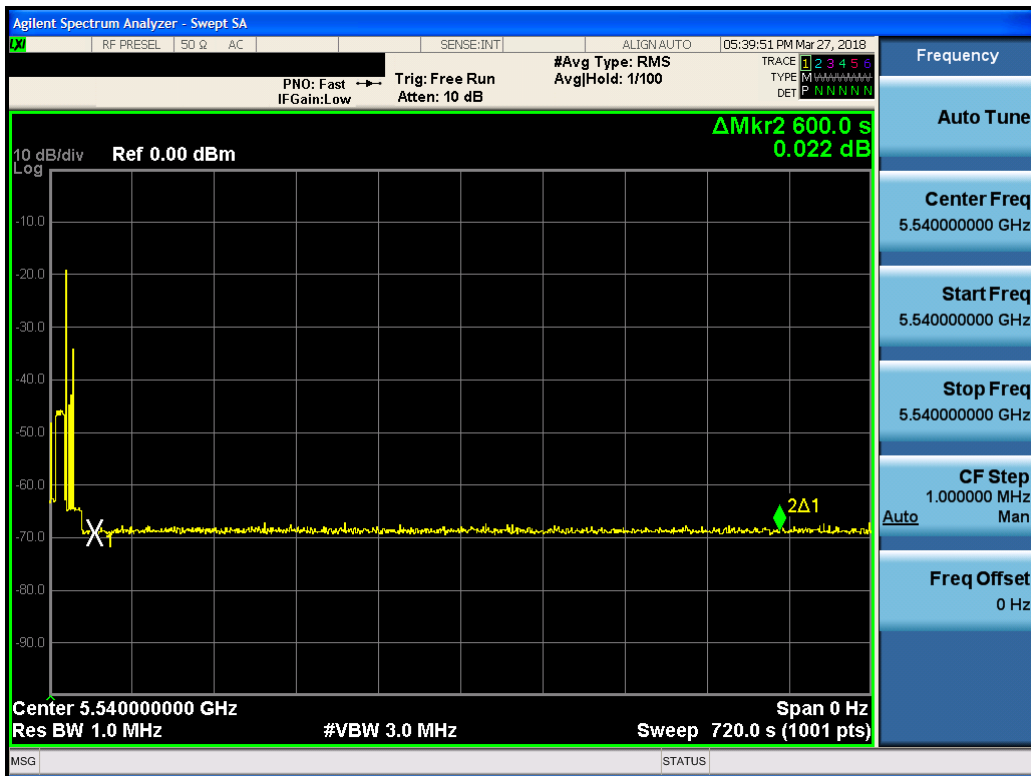 Agilent Spectrum Analyzer - Swept SA
LXI RF PRESEL 50 Ω AC SENSE:INT ALIGN AUTO 05:39:51 PM Mar 27, 2018
Frequency
#Avg Type: RMS TRACE 1 2 3 4 5 6
PNO: Fast Trig: Free Run Avg|Hold: 1/100 TYPE M
IFGain:Low Atten: 10 dB DET P N N N N N
Auto Tune
ΔMkr2 600.0 s
10 dB/div Ref 0.00 dBm 0.022 dB
Log
Center Freq
5.540000000 GHz
-10.0
-20.0
Start Freq
5.540000000 GHz
-30.0
-40.0
Stop Freq
5.540000000 GHz
-50.0
-60.0
CF Step
1.000000 MHz
Auto Man
2Δ1
X
-70.0
-80.0
Freq Offset
0 Hz
-90.0
Center 5.540000000 GHz Span 0 Hz
Res BW 1.0 MHz #VBW 3.0 MHz Sweep 720.0 s (1001 pts)
MSG STATUS